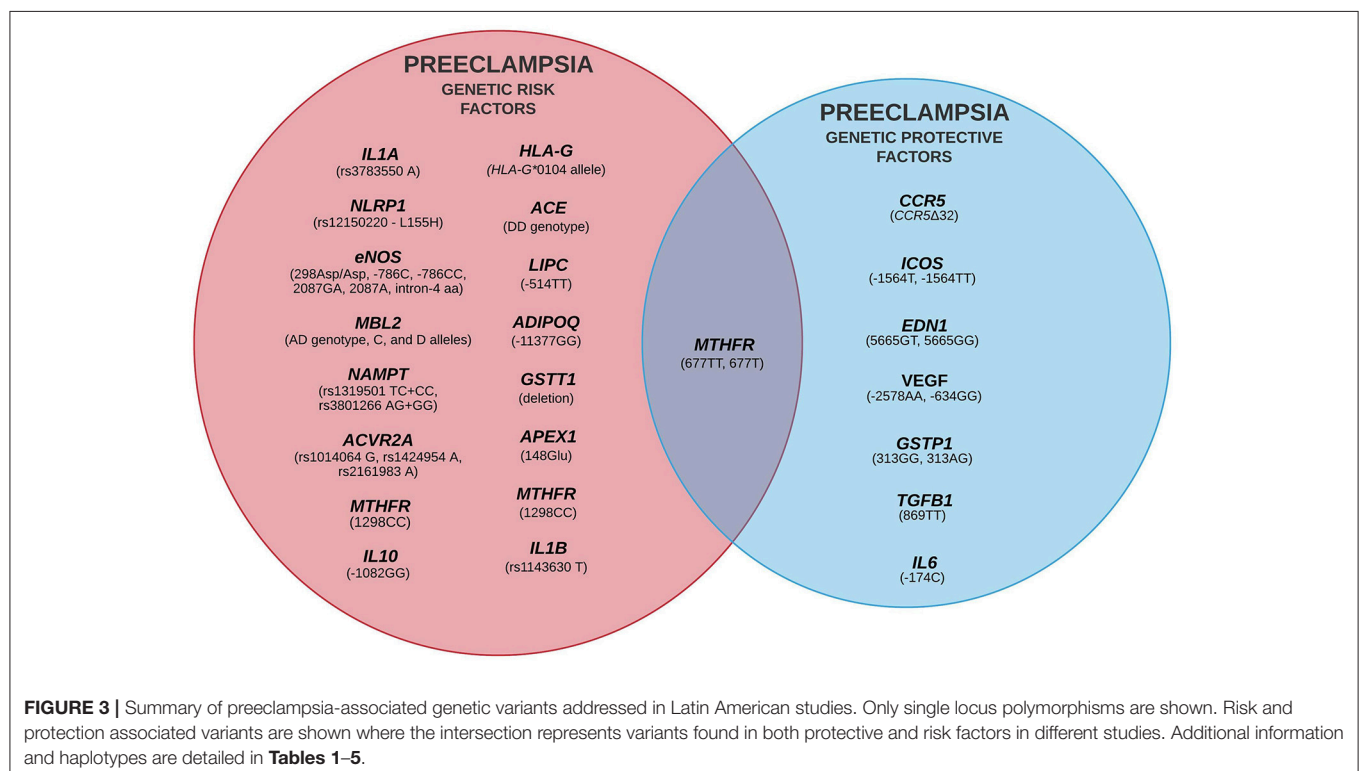 PREECLAMPSIA
GENETIC RISK
FACTORS
IL1A
(rs3783550 A)
NLRP1
(rs12150220 - L155H)
eNOS
(298Asp/Asp, -786C, -786CC,
2087GA, 2087A, intron-4 aa)
MBL2
(AD genotype, C, and D alleles)
NAMPT
(rs1319501 TC+CC,
rs3801266 AG+GG)
ACVR2A
(rs1014064 G, rs1424954 A,
rs2161983 A)
MTHFR
(1298CC)
IL10
(-1082GG)
HLA-G
(HLA-G*0104 allele)
ACE
(DD genotype)
LIPC
(-514TT)
ADIPOQ
(-11377GG)
GSTT1
(deletion)
APEX1
(148Glu)
MTHFR
(1298CC)
IL1B
(rs1143630 T)
MTHFR
(677TT, 677T)
PREECLAMPSIA
GENETIC PROTECTIVE
FACTORS
CCR5
(CCR5Δ32)
ICOS
(-1564T, -1564TT)
EDN1
(5665GT, 5665GG)
VEGF
(-2578AA, -634GG)
GSTP1
(313GG, 313AG)
TGFB1
(869TT)
IL6
(-174C)
FIGURE 3 | Summary of preeclampsia-associated genetic variants addressed in Latin American studies. Only single locus polymorphisms are shown. Risk and
protection associated variants are shown where the intersection represents variants found in both protective and risk factors in different studies. Additional information
and haplotypes are detailed in Tables 1–5.